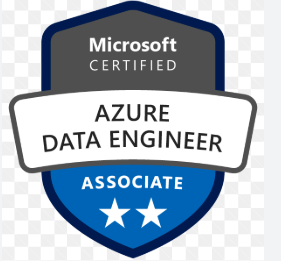 Microsoft
CERTIFIED
AZURE
DATA ENGINEER
ASSOCIATE